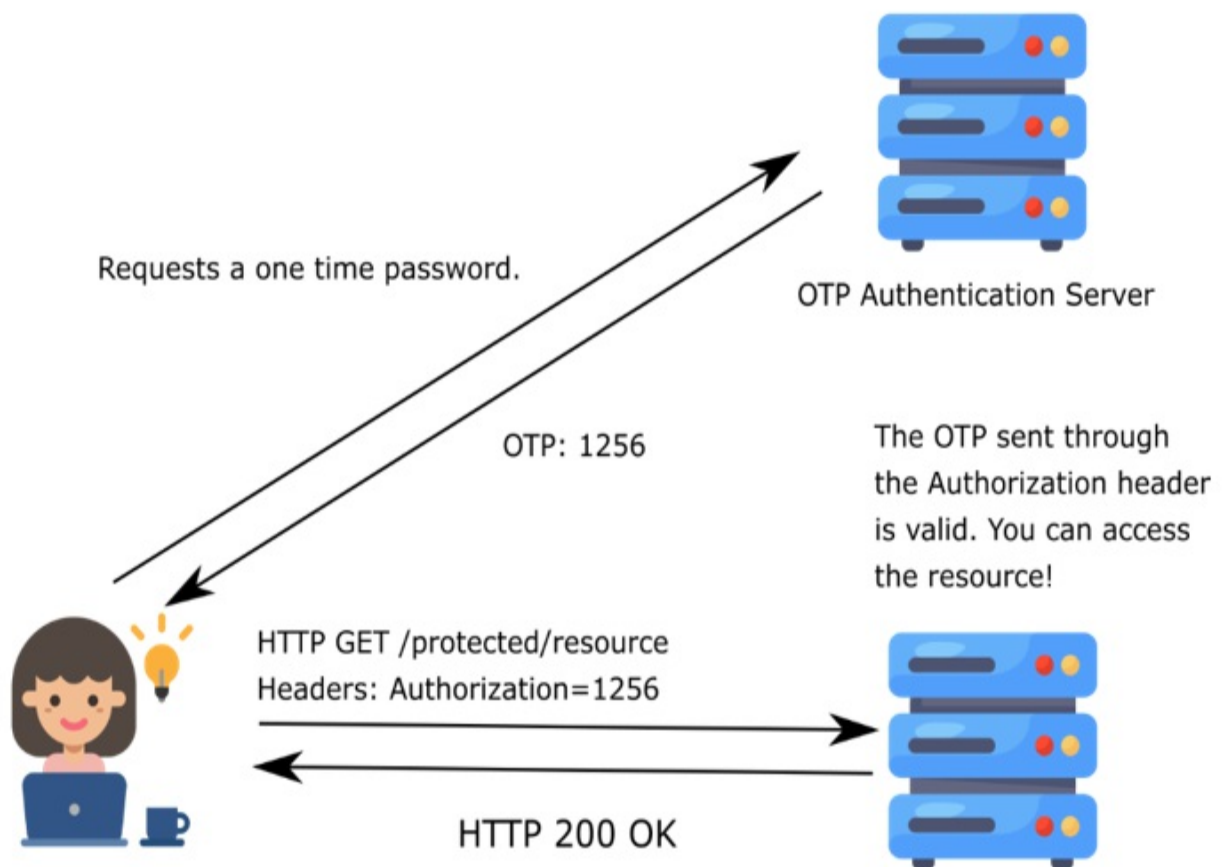 Requests a one time password.
OTP Authentication Server
OTP: 1256
The OTP sent through
the Authorization header
is valid. You can access
the resource!
HTTP GET /protected/resource
Headers: Authorization=1256
HTTP 200 OK